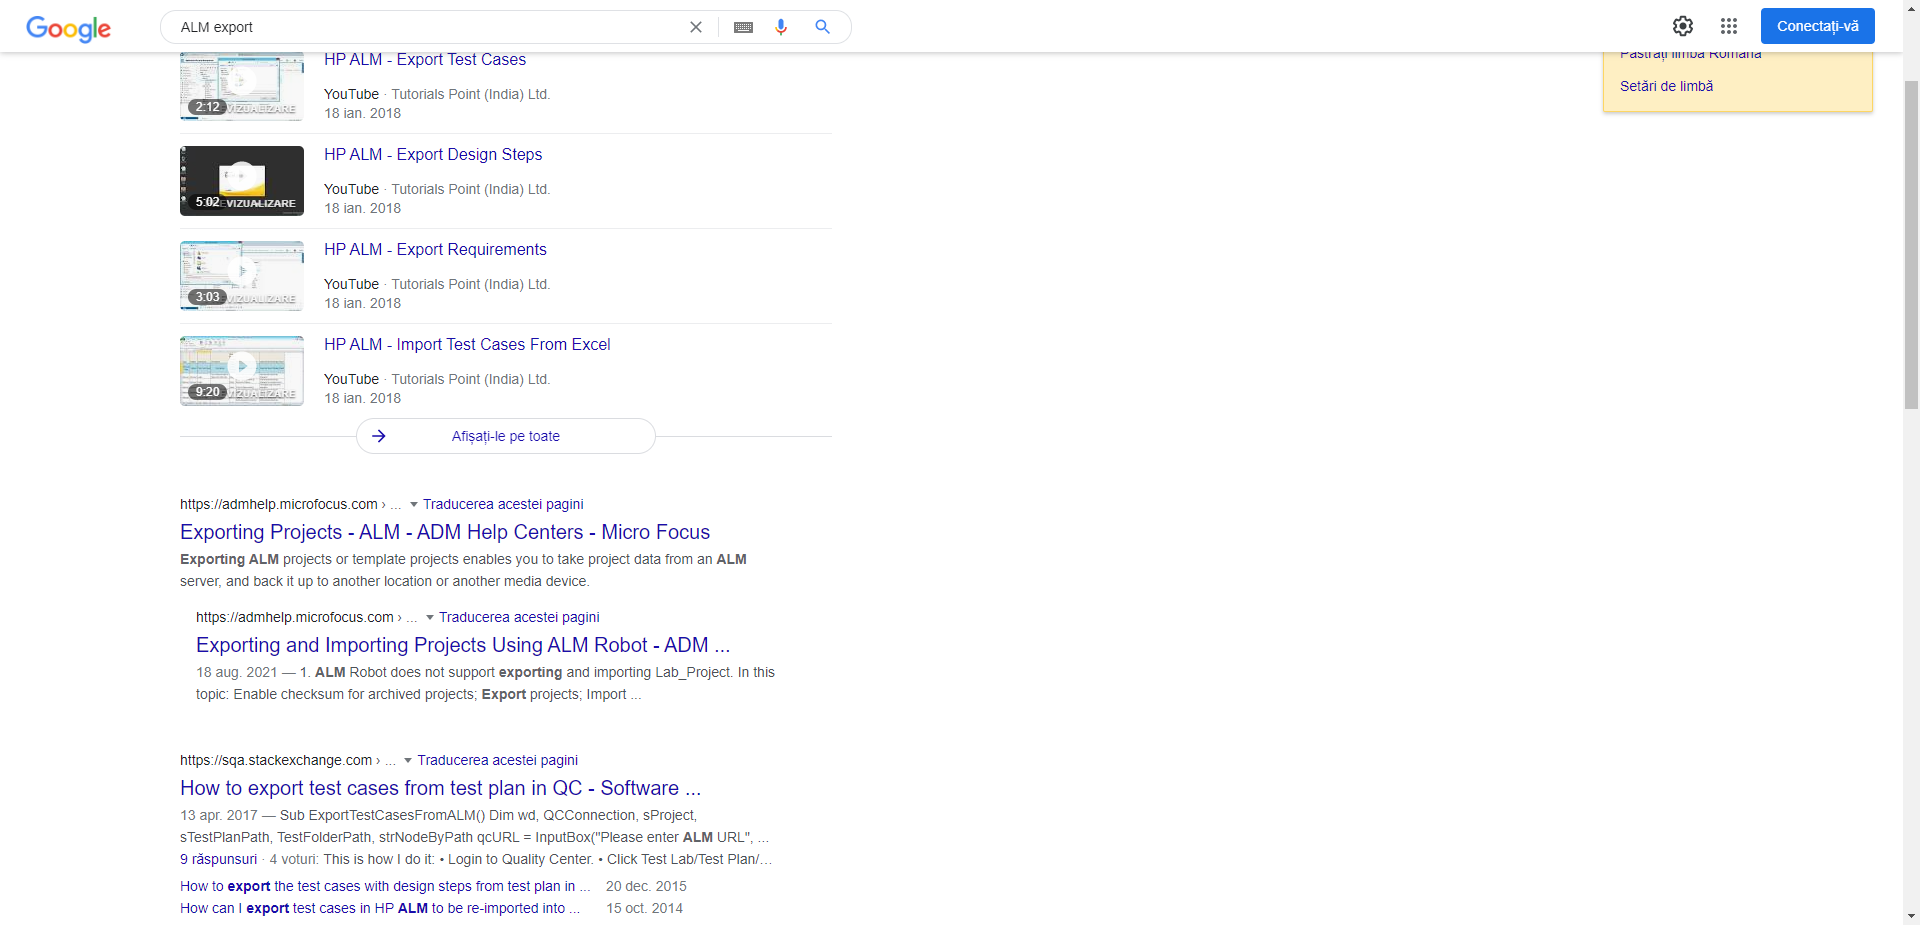 Google
ALM export
Conectați-vă
Păstrați limba Română
Setări de limbă
HP ALM - Export Test Cases
YouTube · Tutorials Point (India) Ltd.
18 ian. 2018
2:12
VIZUALIZARE
HP ALM - Export Design Steps
YouTube · Tutorials Point (India) Ltd.
18 ian. 2018
5:02
VIZUALIZARE
HP ALM - Export Requirements
YouTube · Tutorials Point (India) Ltd.
18 ian. 2018
3:03
VIZUALIZARE
HP ALM - Import Test Cases From Excel
YouTube · Tutorials Point (India) Ltd.
18 ian. 2018
9:20
VIZUALIZARE
Afișați-le pe toate
https://admhelp.microfocus.com › ... Traducerea acestei pagini
Exporting Projects - ALM - ADM Help Centers - Micro Focus
Exporting ALM projects or template projects enables you to take project data from an ALM
server, and back it up to another location or another media device.
https://admhelp.microfocus.com › ... Traducerea acestei pagini
Exporting and Importing Projects Using ALM Robot - ADM ...
18 aug. 2021 — 1. ALM Robot does not support exporting and importing Lab_Project. In this
topic: Enable checksum for archived projects; Export projects; Import ...
https://sqa.stackexchange.com › ... Traducerea acestei pagini
How to export test cases from test plan in QC - Software ...
13 apr. 2017 — Sub ExportTestCasesFromALM() Dim wd, QCConnection, sProject,
sTestPlanPath, TestFolderPath, strNodeByPath qcURL = InputBox("Please enter ALM URL", ...
9 răspunsuri · 4 voturi: This is how I do it: • Login to Quality Center. • Click Test Lab/Test Plan/…
How to export the test cases with design steps from test plan in ... 20 dec. 2015
How can I export test cases in HP ALM to be re-imported into ... 15 oct. 2014